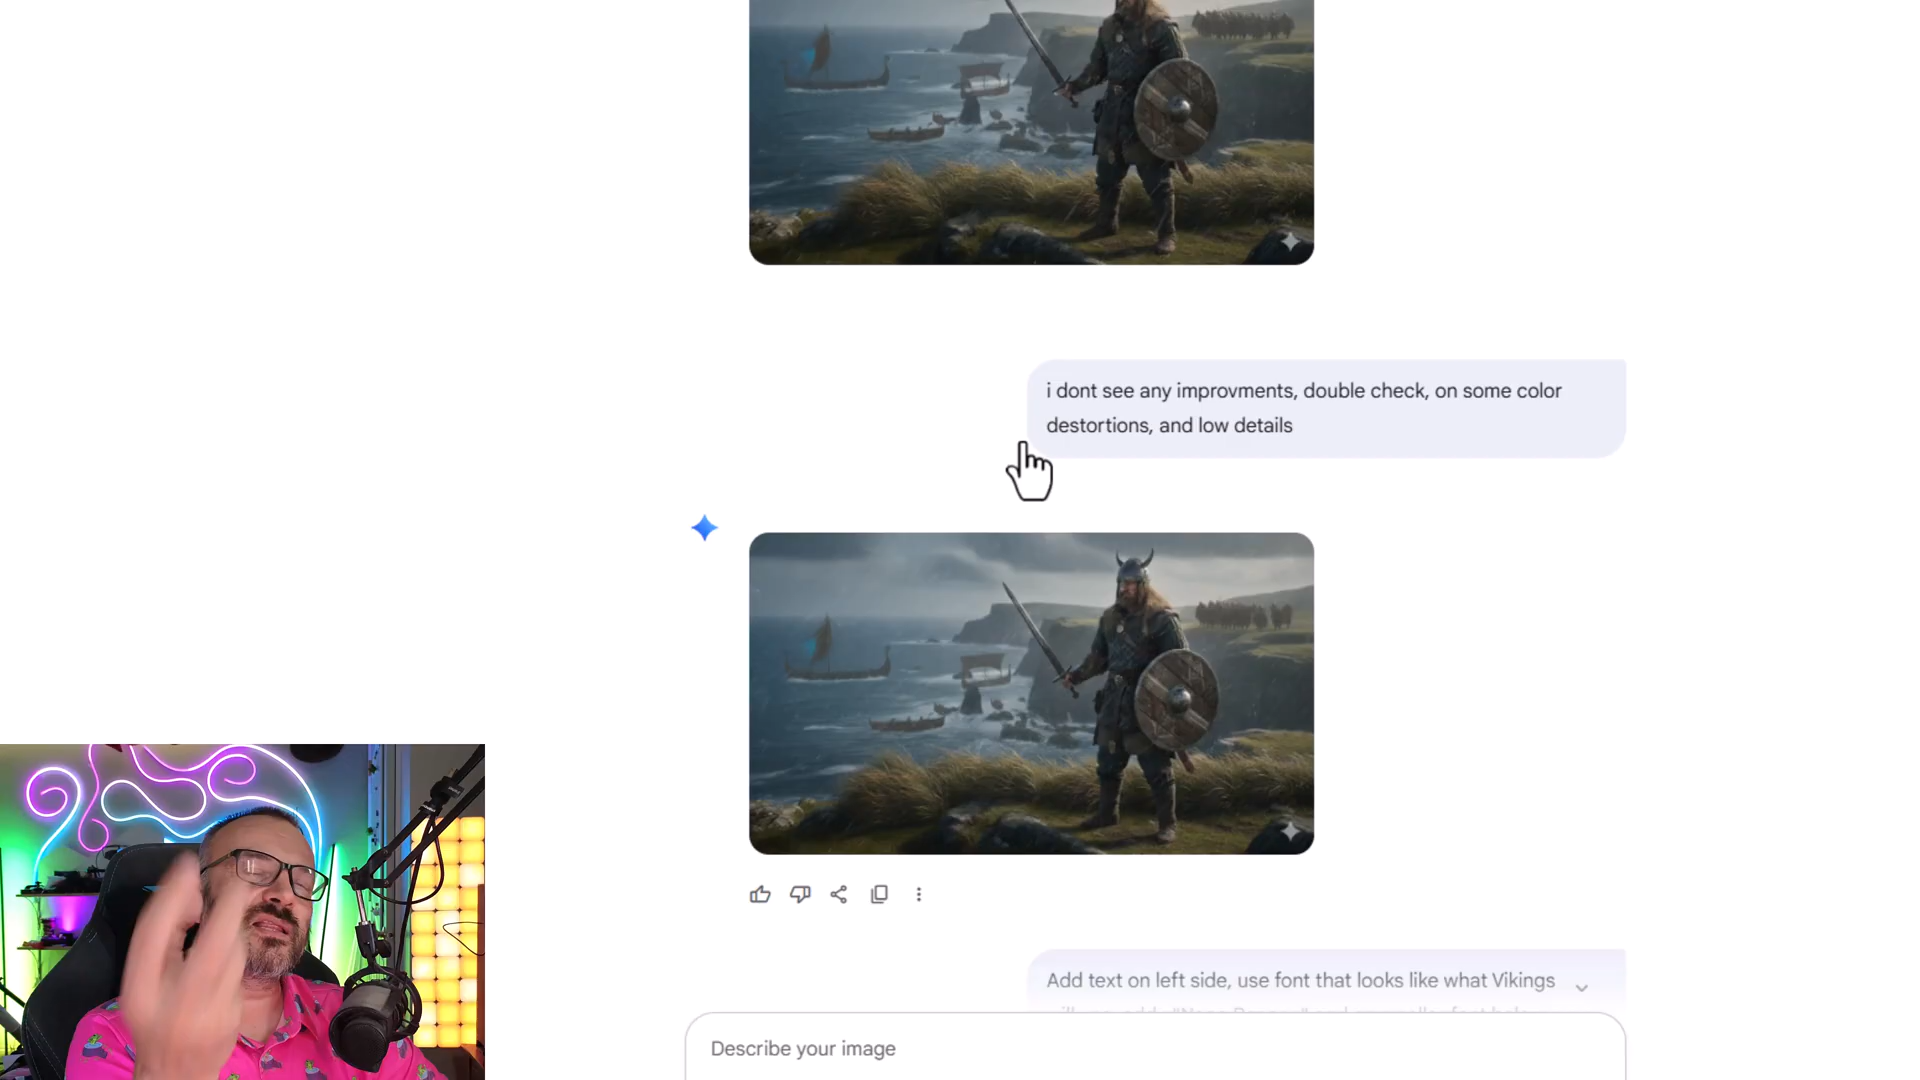 i dont see any improvments, double check, on some color
destortions, and low details
Add text on left side, use font that looks like what Vikings
Describe your image